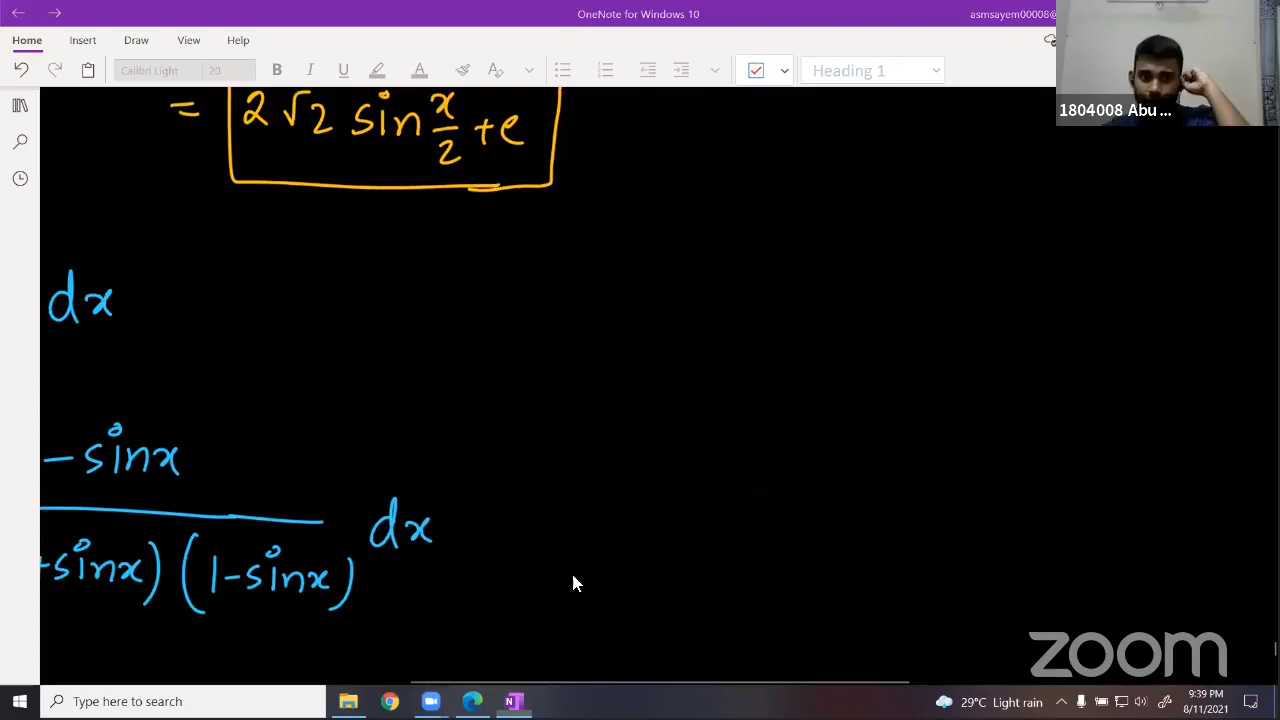 OneNote for Windows 10
asmsayem00008@
Home Insert Draw View Help
Calibri Light 20 B I U A A Heading 1
1804008 Abu ...
= 2√2 sin x/2 + c
dx
- sinx
sinx) (1-sinx) dx
zoom
Type here to search
29°C Light rain
9:39 PM
8/11/2021